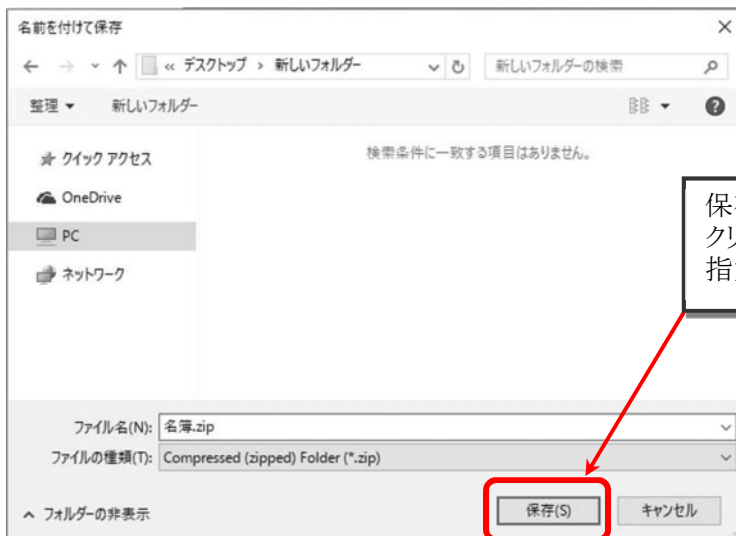 名前を付けて保存
« デスクトップ › 新しいフォルダー
新しいフォルダーの検索
整理 ▼ 新しいフォルダー
クイック アクセス
検索条件に一致する項目はありません。
OneDrive
PC
ネットワーク
ファイル名(N): 名簿.zip
ファイルの種類(T): Compressed (zipped) Folder (*.zip)
フォルダーの非表示
保存(S) キャンセル